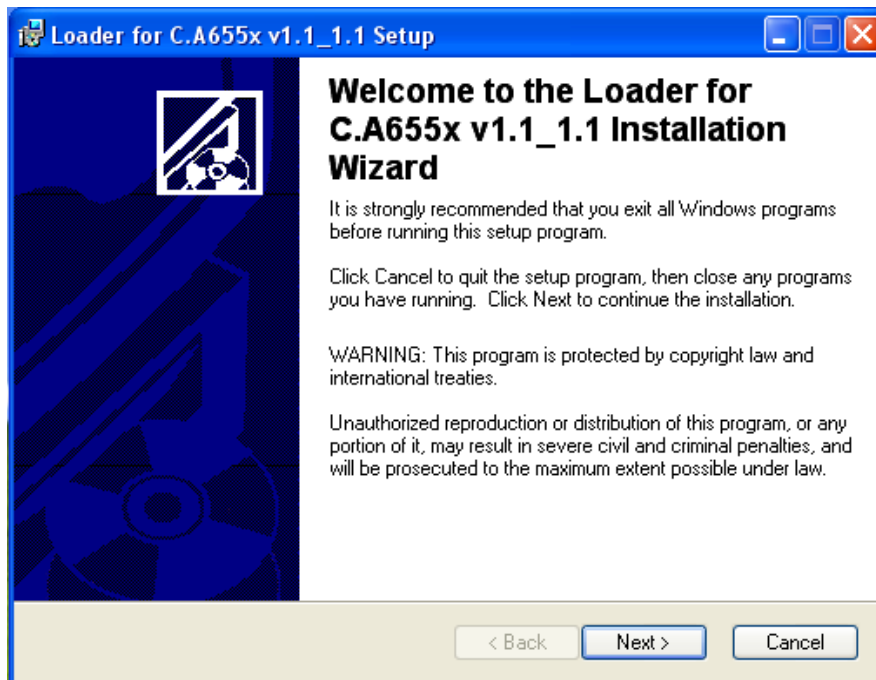 Loader for C.A655x v1.1_1.1 Setup
Welcome to the Loader for
C.A655x v1.1_1.1 Installation
Wizard
It is strongly recommended that you exit all Windows programs
before running this setup program.
Click Cancel to quit the setup program, then close any programs
you have running.  Click Next to continue the installation.
WARNING: This program is protected by copyright law and
international treaties.
Unauthorized reproduction or distribution of this program, or any
portion of it, may result in severe civil and criminal penalties, and
will be prosecuted to the maximum extent possible under law.
< Back Next > Cancel